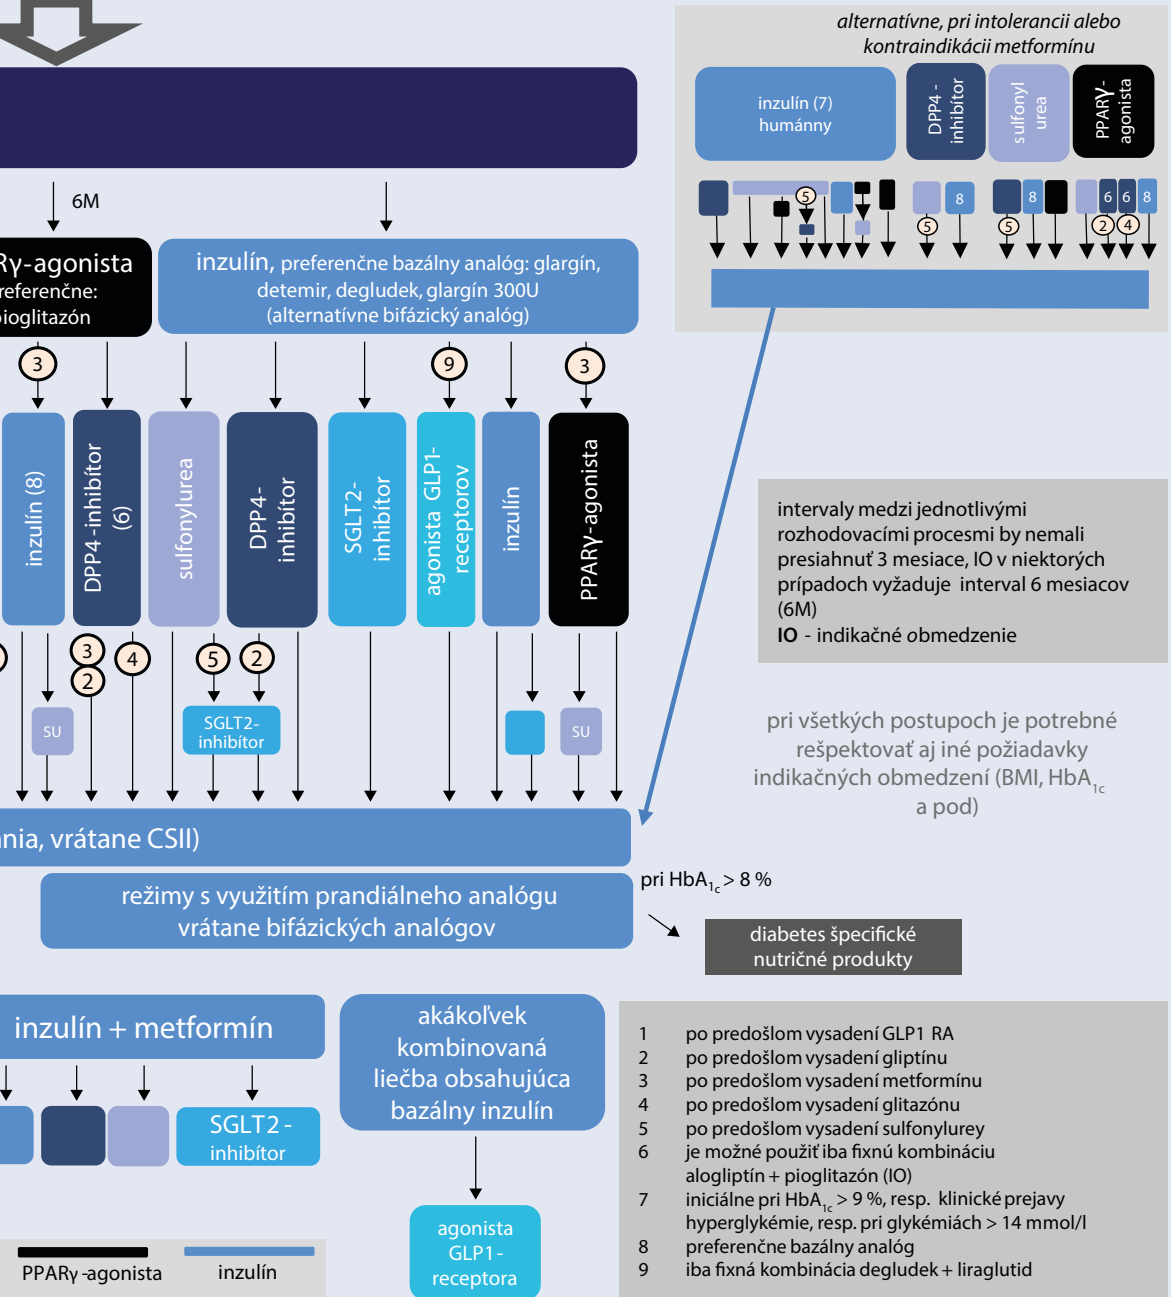 alternatívne, pri intolerancii alebo
kontraindikácii metformínu
inzulín (7)
humánny
DPP4 -
inhibítor
sulfonyl
urea
PPARγ-
agonista
5
8
8
6
6
8
5
5
2
4
6M
Rγ-agonista
referenčne:
pioglitazón
inzulín, preferenčne bazálny analóg: glargín,
detemir, degludek, glargín 300U
(alternatívne bifázický analóg)
3
9
3
inzulín (8)
DPP4 -inhibítor
(6)
sulfonylurea
DPP4-
inhibítor
SGLT2-
inhibítor
agonista GLP1-
receptorov
inzulín
PPARγ-agonista
intervaly medzi jednotlivými
rozhodovacími procesmi by nemali
presiahnuť 3 mesiace, IO v niektorých
prípadoch vyžaduje interval 6 mesiacov
(6M)
IO - indikačné obmedzenie
3
2
4
5
2
SU
SGLT2-
inhibítor
SU
pri všetkých postupoch je potrebné
rešpektovať aj iné požiadavky
indikačných obmedzení (BMI, HbA1c
a pod)
nia, vrátane CSII)
režimy s využitím prandiálneho analógu
vrátane bifázických analógov
pri HbA1c > 8 %
diabetes špecifické
nutričné produkty
inzulín + metformín
SGLT2 -
inhibítor
akákoľvek
kombinovaná
liečba obsahujúca
bazálny inzulín
agonista
GLP1-
receptora
1 po predošlom vysadení GLP1 RA
2 po predošlom vysadení gliptínu
3 po predošlom vysadení metformínu
4 po predošlom vysadení glitazónu
5 po predošlom vysadení sulfonylurey
6 je možné použiť iba fixnú kombináciu
alogliptín + pioglitazón (IO)
7 iniciálne pri HbA1c > 9 %, resp. klinické prejavy
hyperglykémie, resp. pri glykémiách > 14 mmol/l
8 preferenčne bazálny analóg
9 iba fixná kombinácia degludek + liraglutid
PPARγ -agonista
inzulín